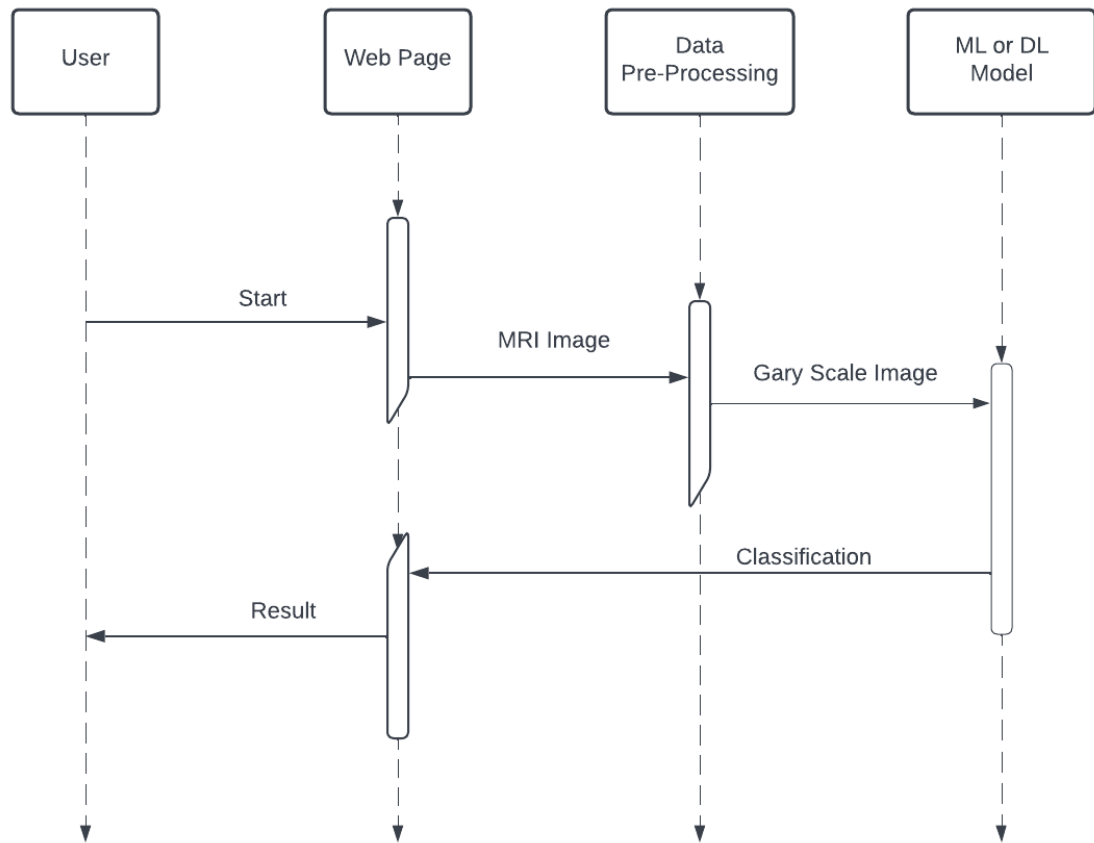 User
Web Page
Data
Pre-Processing
ML or DL
Model
Start
MRI Image
Gary Scale Image
Classification
Result